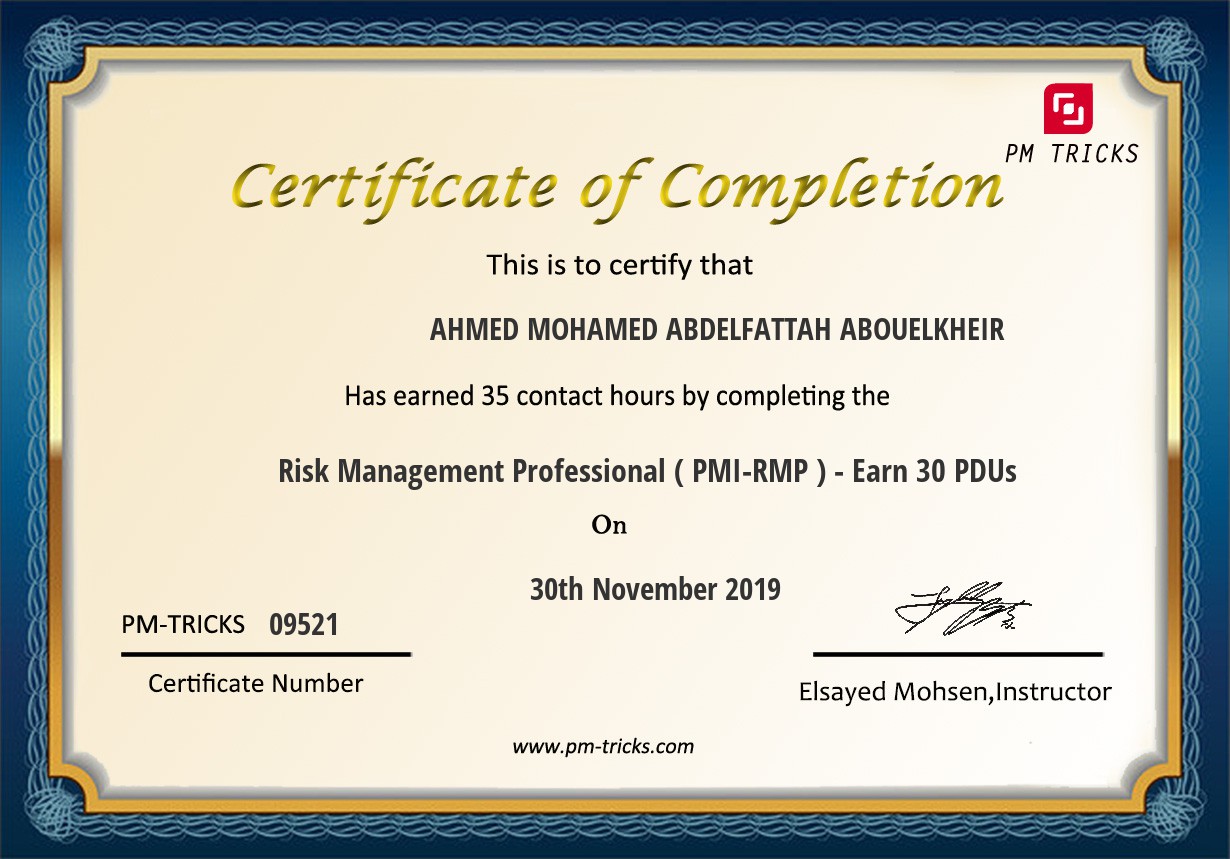 PM TRICKS
Certificate of Completion
This is to certify that
AHMED MOHAMED ABDELFATTAH ABOUELKHEIR
Has earned 35 contact hours by completing the
Risk Management Professional ( PMI-RMP ) - Earn 30 PDUs
On
30th November 2019
PM-TRICKS 09521
Certificate Number
Elsayed Mohsen,Instructor
www.pm-tricks.com